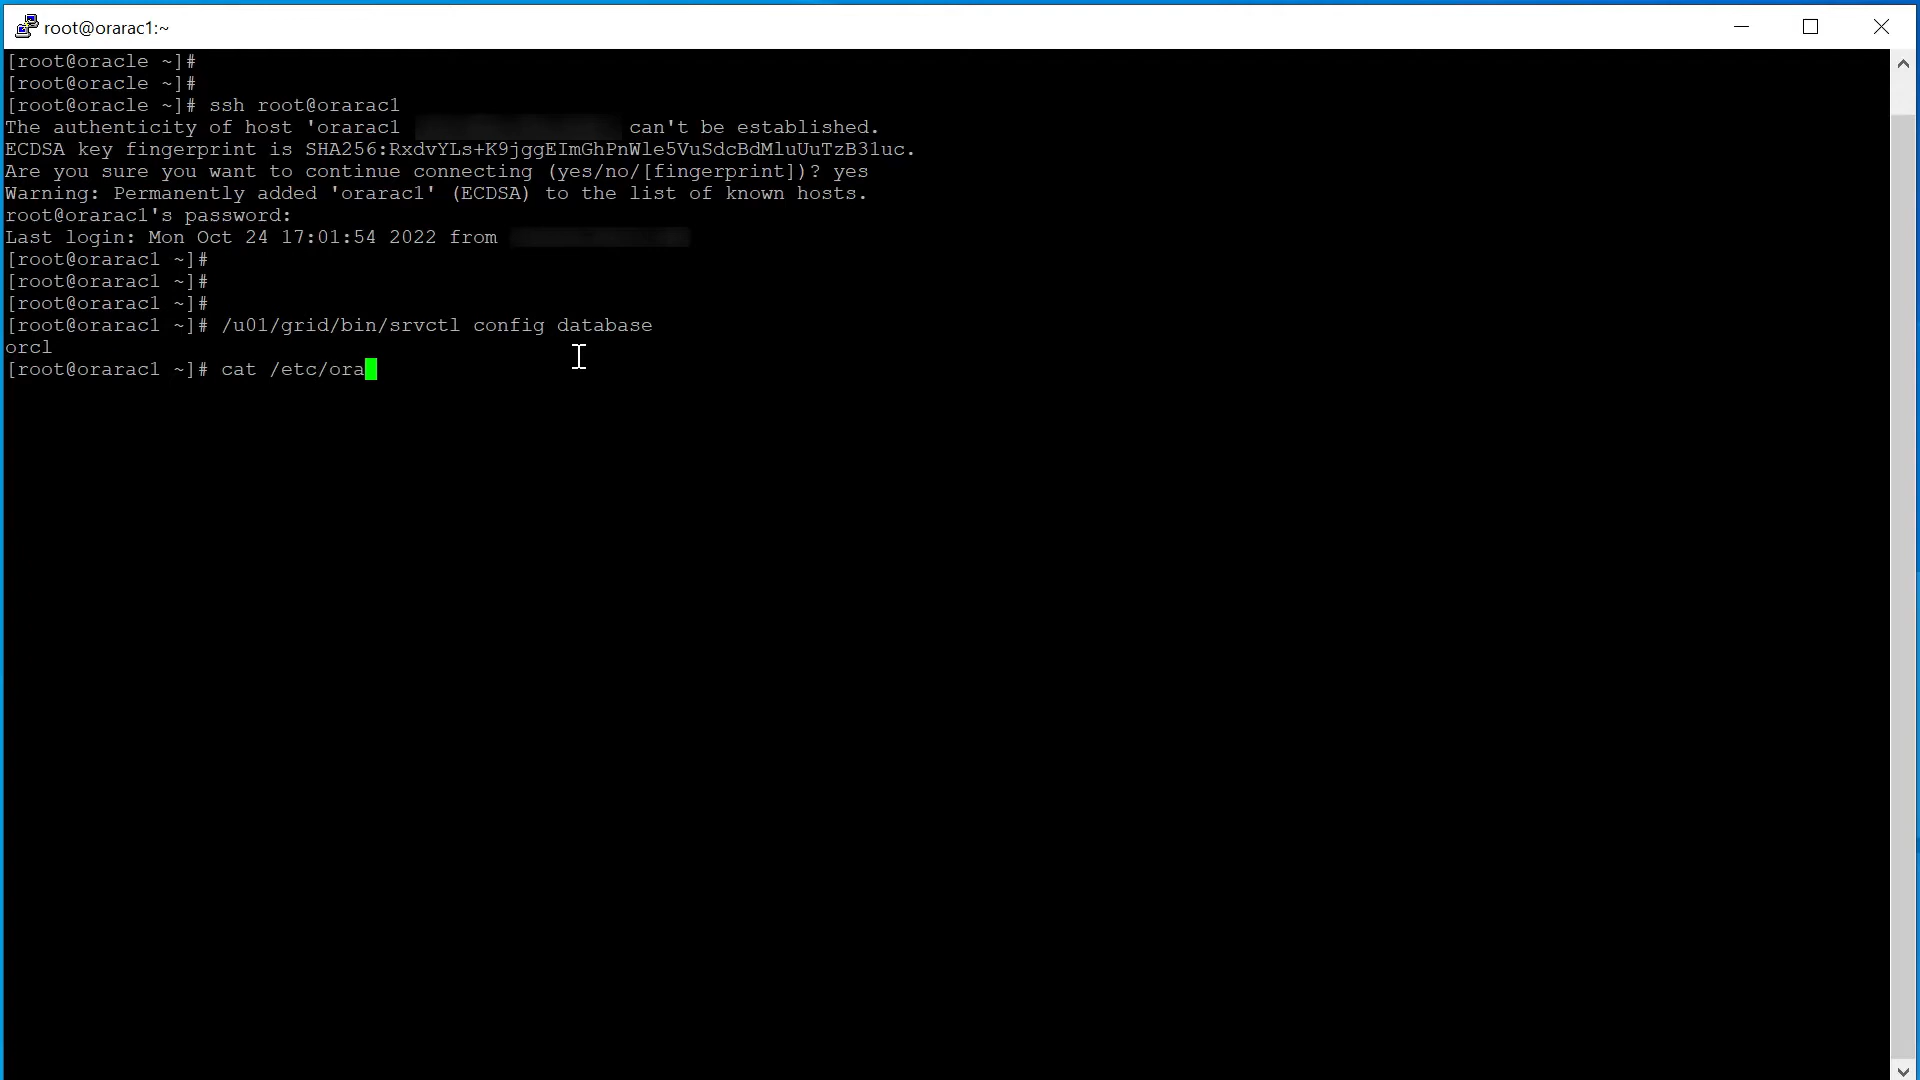 root@orarac1:~
[root@oracle ~]#
[root@oracle ~]#
[root@oracle ~]# ssh root@orarac1
The authenticity of host 'orarac1 can't be established.
ECDSA key fingerprint is SHA256:RxdvYLs+K9jggEImGhPnWle5VuSdcBdMluUuTzB31uc.
Are you sure you want to continue connecting (yes/no/[fingerprint])? yes
Warning: Permanently added 'orarac1' (ECDSA) to the list of known hosts.
root@orarac1's password:
Last login: Mon Oct 24 17:01:54 2022 from
[root@orarac1 ~]#
[root@orarac1 ~]#
[root@orarac1 ~]#
[root@orarac1 ~]# /u01/grid/bin/srvctl config database
orcl
[root@orarac1 ~]# cat /etc/ora